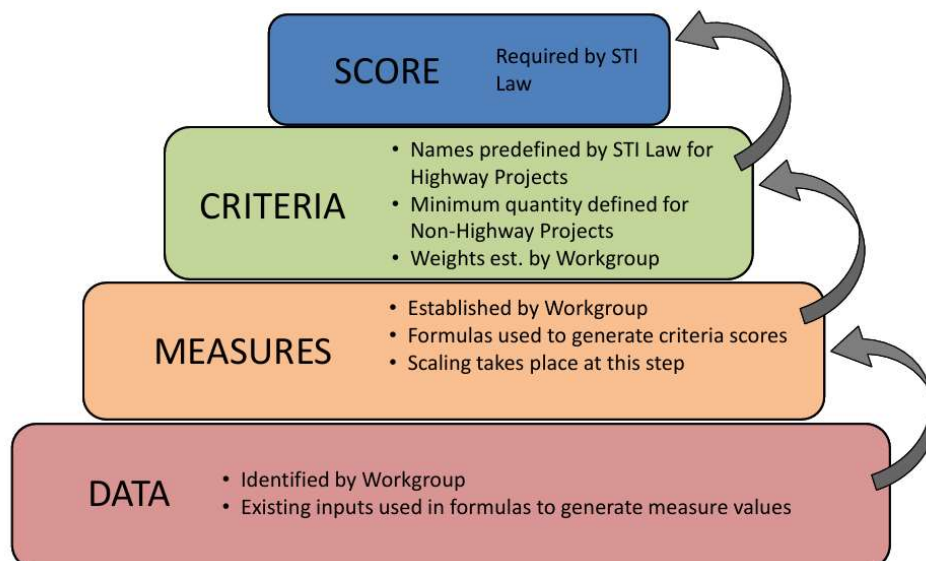 SCORE
Required by STI
Law
CRITERIA
• Names predefined by STI Law for
Highway Projects
• Minimum quantity defined for
Non-Highway Projects
• Weights est. by Workgroup
MEASURES
• Established by Workgroup
• Formulas used to generate criteria scores
• Scaling takes place at this step
DATA
• Identified by Workgroup
• Existing inputs used in formulas to generate measure values